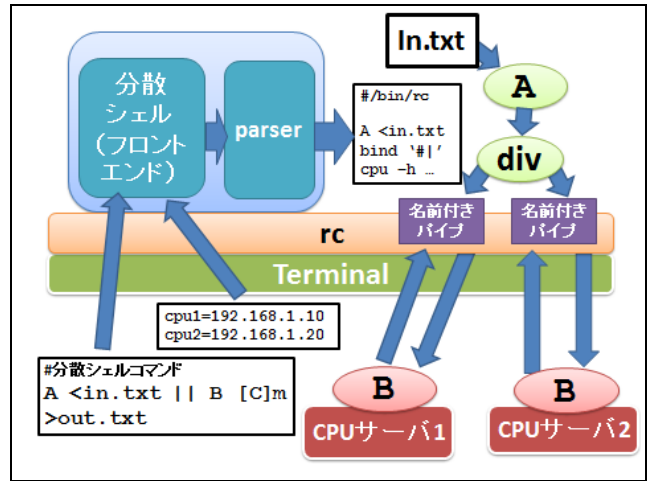 分散
シェル
(フロント
エンド)
parser
#/bin/rc
A <in.txt
bind ‘#|’
cpu –h …
In.txt
A
div
名前付き
パイプ
名前付き
パイプ
rc
Terminal
cpu1=192.168.1.10
cpu2=192.168.1.20
#分散シェルコマンド
A <in.txt || B [C]m
>out.txt
B
CPUサーバ1
B
CPUサーバ2